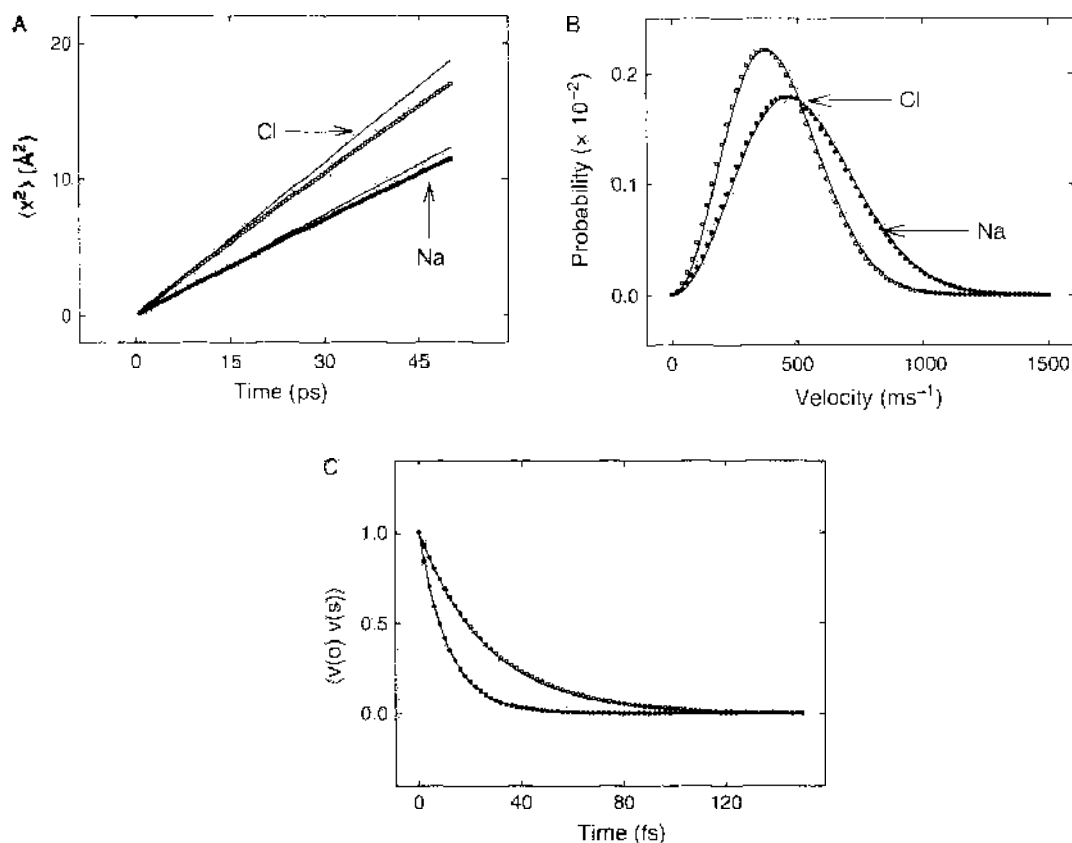 A
⟨x²⟩ [Å²]
20
10
0
Cl
Na
0 15 30 45
Time (ps)
B
Probability (× 10⁻²)
0.2
0.1
0.0
Cl
Na
0 500 1000 1500
Velocity (ms⁻¹)
C
⟨v(o) v(s)⟩
1.0
0.5
0.0
0 40 80 120
Time (fs)